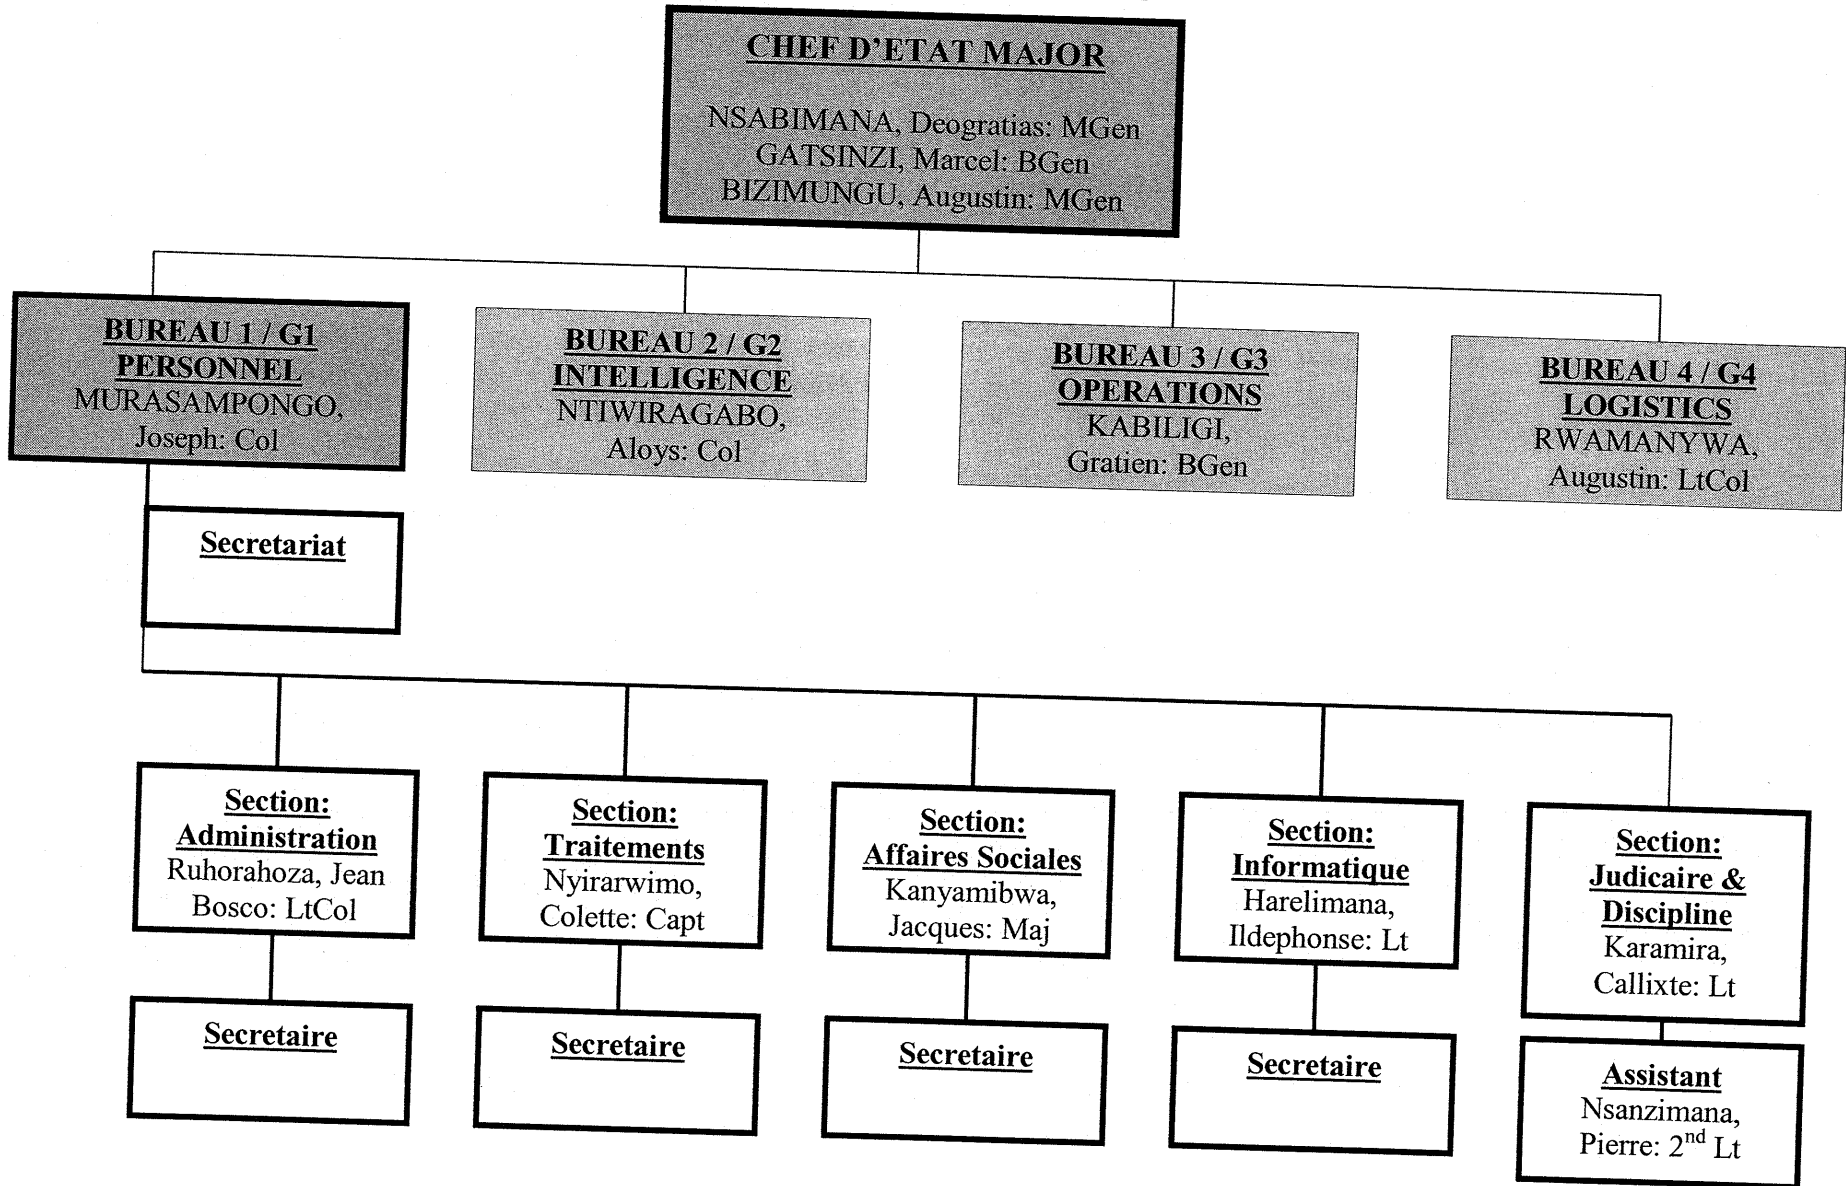 CHEF D'ETAT MAJOR
NSABIMANA, Deogratias: MGen
GATSINZI, Marcel: BGen
BIZIMUNGU, Augustin: MGen
BUREAU 1 / G1
PERSONNEL
MURASAMPONGO,
Joseph: Col
BUREAU 2 / G2
INTELLIGENCE
NTIWIRAGABO,
Aloys: Col
BUREAU 3 / G3
OPERATIONS
KABILIGI,
Gratien: BGen
BUREAU 4 / G4
LOGISTICS
RWAMANYWA,
Augustin: LtCol
Secretariat
Section:
Administration
Ruhorahoza, Jean
Bosco: LtCol
Section:
Traitements
Nyirarwimo,
Colette: Capt
Section:
Affaires Sociales
Kanyamibwa,
Jacques: Maj
Section:
Informatique
Harelimana,
Ildephonse: Lt
Section:
Judicaire &
Discipline
Karamira,
Callixte: Lt
Secretaire
Secretaire
Secretaire
Secretaire
Assistant
Nsanzimana,
Pierre: 2nd Lt